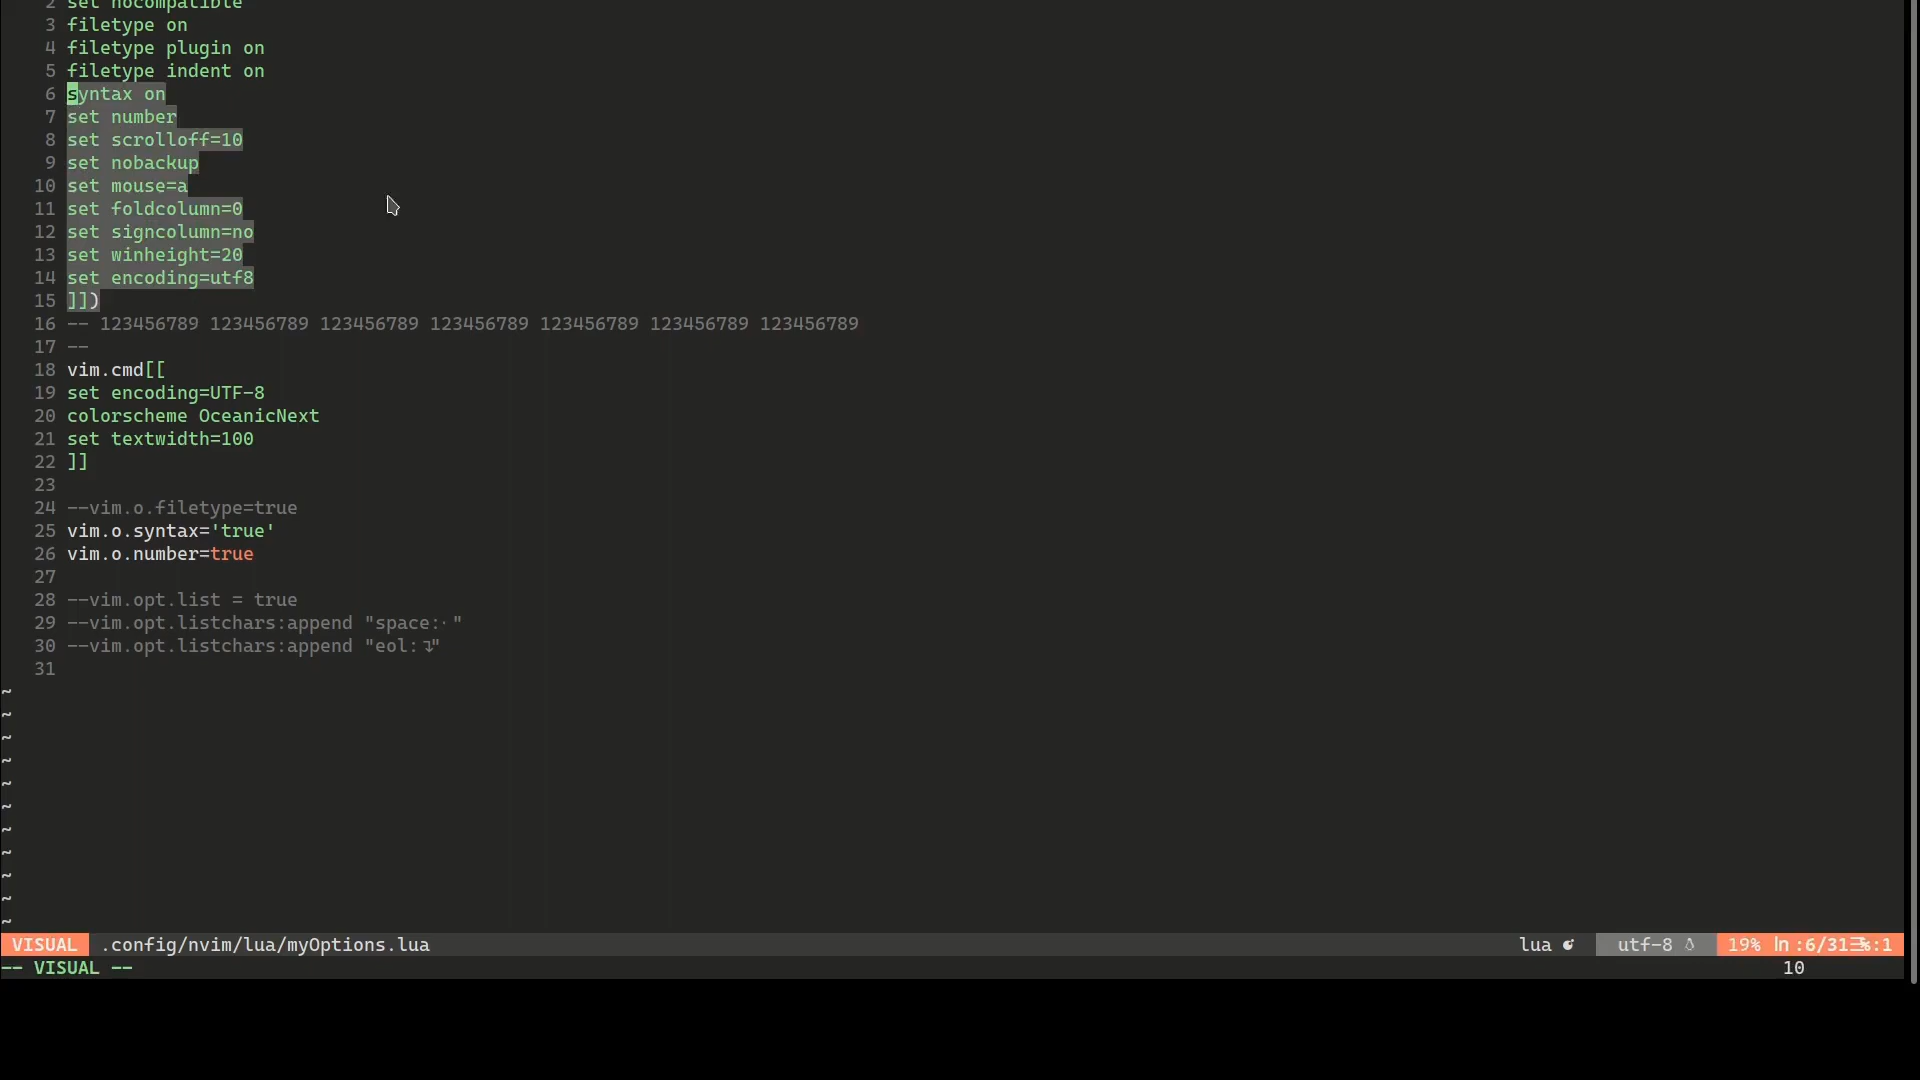 2 set nocompatible
3 filetype on
4 filetype plugin on
5 filetype indent on
6 syntax on
7 set number
8 set scrolloff=10
9 set nobackup
10 set mouse=a
11 set foldcolumn=0
12 set signcolumn=no
13 set winheight=20
14 set encoding=utf8
15 ]])
16 -- 123456789 123456789 123456789 123456789 123456789 123456789 123456789
17 --
18 vim.cmd[[
19 set encoding=UTF-8
20 colorscheme OceanicNext
21 set textwidth=100
22 ]]
23
24 --vim.o.filetype=true
25 vim.o.syntax='true'
26 vim.o.number=true
27
28 --vim.opt.list = true
29 --vim.opt.listchars:append "space:⋅"
30 --vim.opt.listchars:append "eol:↴"
31
~
~
~
~
~
~
~
~
~
~
~
VISUAL .config/nvim/lua/myOptions.lua lua utf-8 19% ln :6/31☰%:1
-- VISUAL -- 10